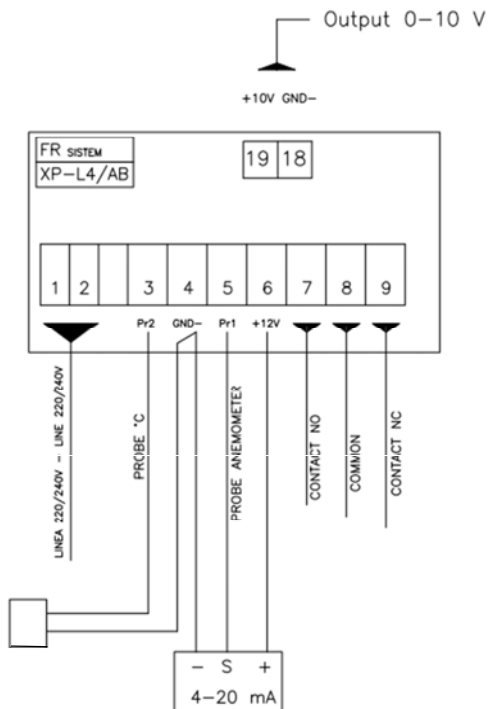 Output 0-10 V
+10V GND-
FR SISTEM
XP-L4/AB
19 18
1 2 3 4 5 6 7 8 9
Pr2 GND- Pr1 +12V
LINEA 220/240V - LINE 220/240V
PROBE °C
PROBE ANEMOMETER
CONTACT NO
COMMON
CONTACT NC
- S +
4-20 mA